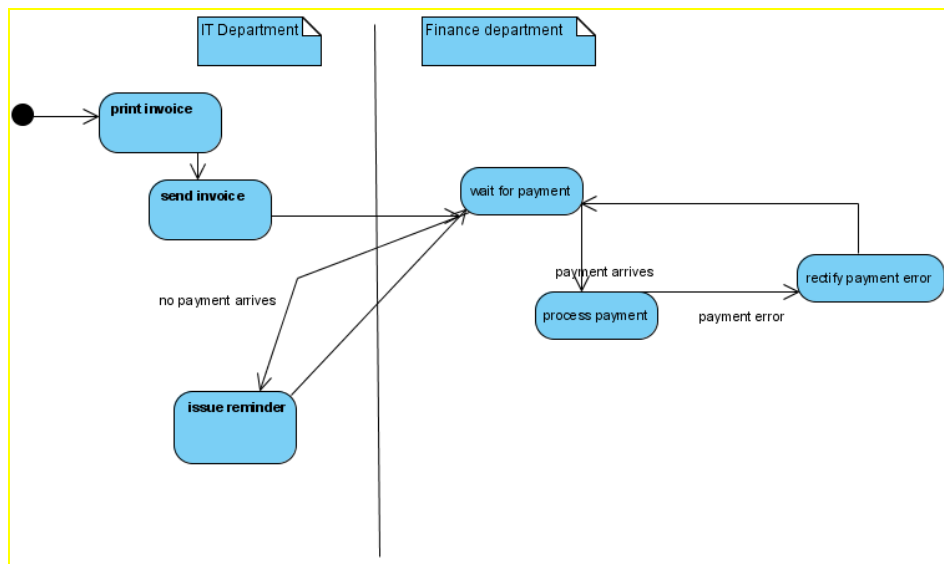 IT Department
Finance department
print invoice
send invoice
wait for payment
no payment arrives
payment arrives
rectify payment error
process payment
payment error
issue reminder